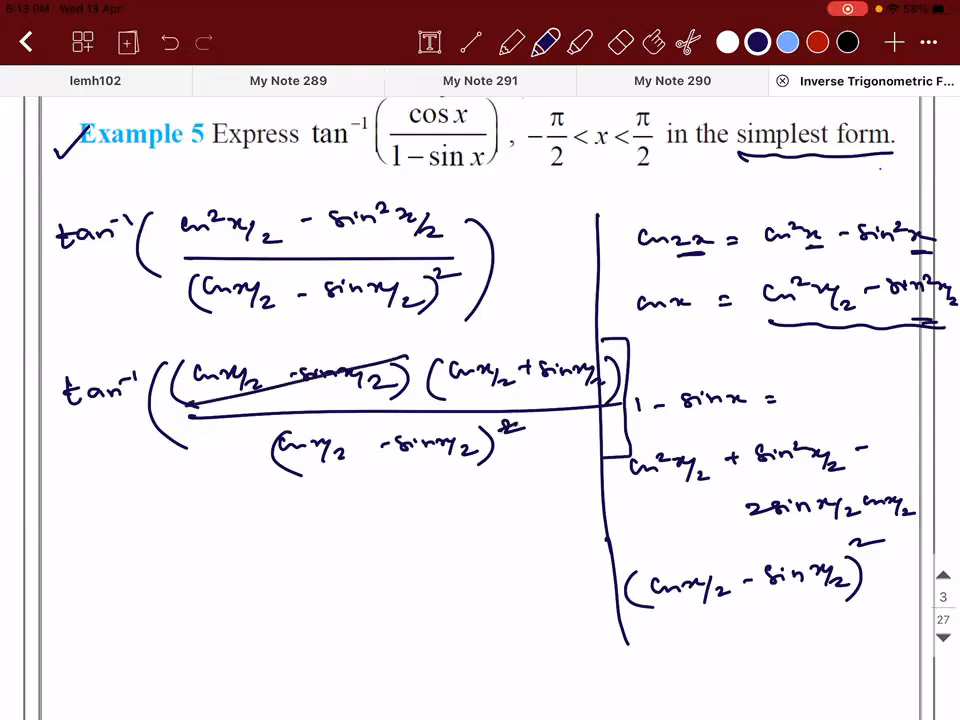 6:13 PM Wed 13 Apr 58%
lemh102 My Note 289 My Note 291 My Note 290 Inverse Trigonometric F...
Example 5 Express tan⁻¹ (cos x / (1 − sin x)), −π/2 < x < π/2 in the simplest form.
tan⁻¹ ((cos²x/2 − sin²x/2) / (cosx/2 − sinx/2)²)
tan⁻¹ ((cosx/2 − sinx/2) (cosx/2 + sinx/2) / (cosx/2 − sinx/2)²)
cos2x = cos²x − sin²x
cosx = cos²x/2 − sin²x/2
1 − sinx =
cos²x/2 + sin²x/2 −
2sinx/2 cosx/2
(cosx/2 − sinx/2)²
3
27